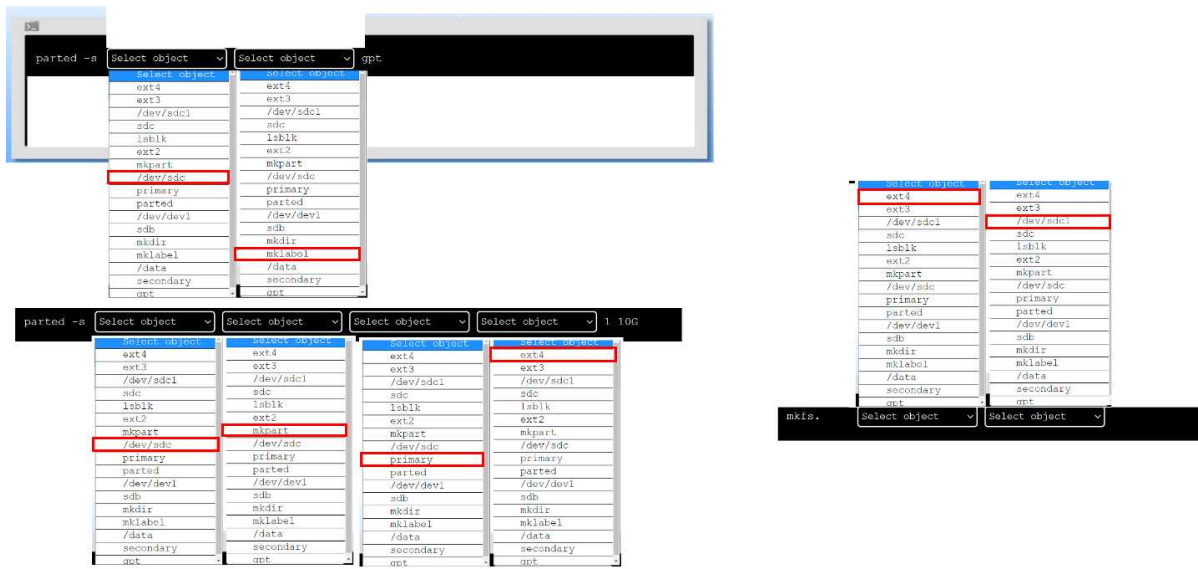 parted -s Select object Select object gpt
Select object Select object
ext4 ext4
ext3 ext3
/dev/sdc1 /dev/sdc1
sdc sdc
lsblk lsblk
ext2 ext2
mkpart mkpart
/dev/sdc /dev/sdc
primary primary
parted parted
/dev/dev1 /dev/dev1
sdb sdb
mkdir mkdir
mklabel mklabel
/data /data
secondary secondary
gpt gpt
parted -s Select object Select object Select object Select object 1 10G
Select object Select object Select object Select object
ext4 ext4 ext4 ext4
ext3 ext3 ext3 ext3
/dev/sdc1 /dev/sdc1 /dev/sdc1 /dev/sdc1
sdc sdc sdc sdc
lsblk lsblk lsblk lsblk
ext2 ext2 ext2 ext2
mkpart mkpart mkpart mkpart
/dev/sdc /dev/sdc /dev/sdc /dev/sdc
primary primary primary primary
parted parted parted parted
/dev/dev1 /dev/dev1 /dev/dev1 /dev/dev1
sdb sdb sdb sdb
mkdir mkdir mkdir mkdir
mklabel mklabel mklabel mklabel
/data /data /data /data
secondary secondary secondary secondary
gpt gpt gpt gpt
Select object Select object
ext4 ext4
ext3 ext3
/dev/sdc1 /dev/sdc1
sdc sdc
lsblk lsblk
ext2 ext2
mkpart mkpart
/dev/sdc /dev/sdc
primary primary
parted parted
/dev/dev1 /dev/dev1
sdb sdb
mkdir mkdir
mklabel mklabel
/data /data
secondary secondary
gpt gpt
mkfs. Select object Select object